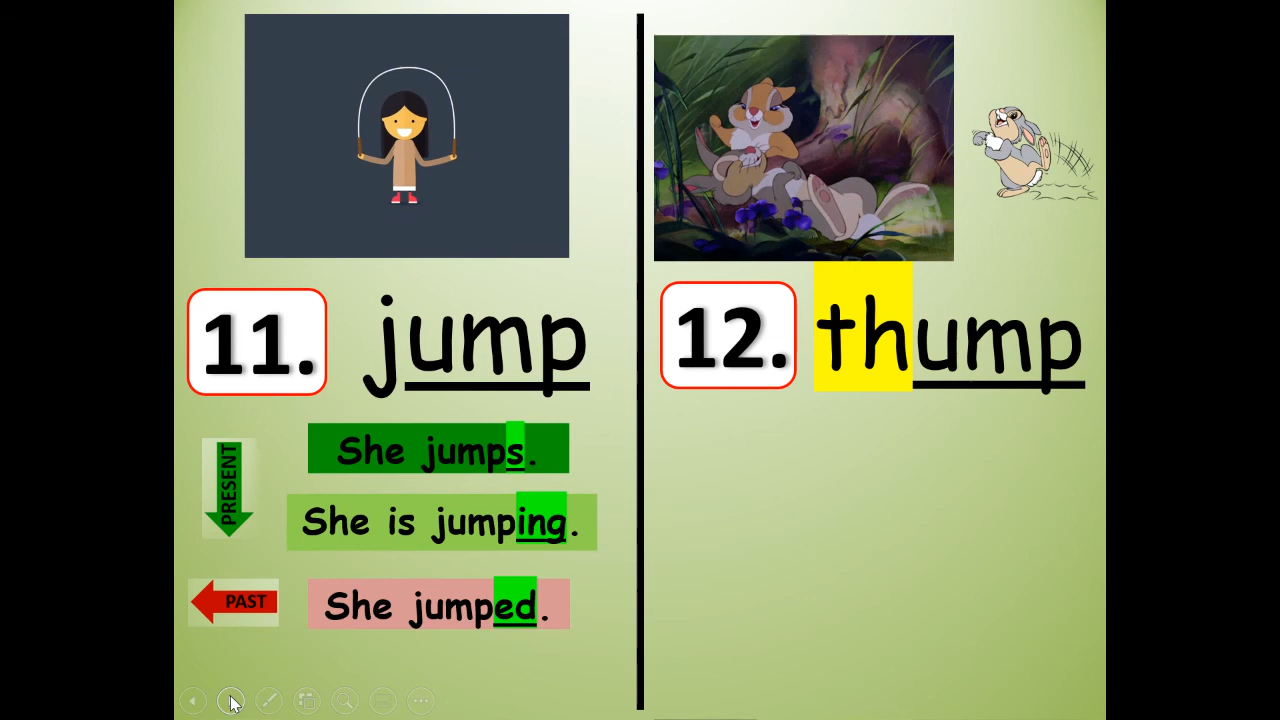 11. jump
PRESENT
She jumps.
She is jumping.
PAST
She jumped.
12. thump